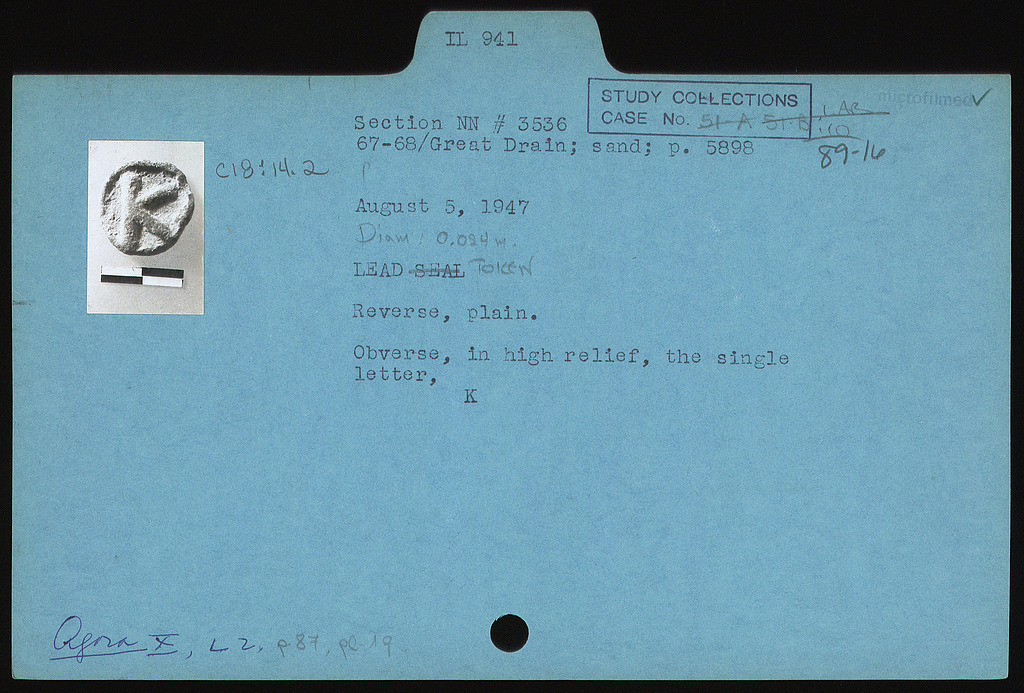 IL 941
STUDY COLLECTIONS
CASE No. 51-A 51-B
LAB
microfilmed ✓
89-16
Section NN # 3536
67-68/Great Drain; sand; p. 5898
C18:14.2
P
August 5, 1947
Diam: 0.024 m.
LEAD SEAL TOKEN
Reverse, plain.
Obverse, in high relief, the single
letter,
K
K
Agora X, L 2, p. 87, pl. 19.